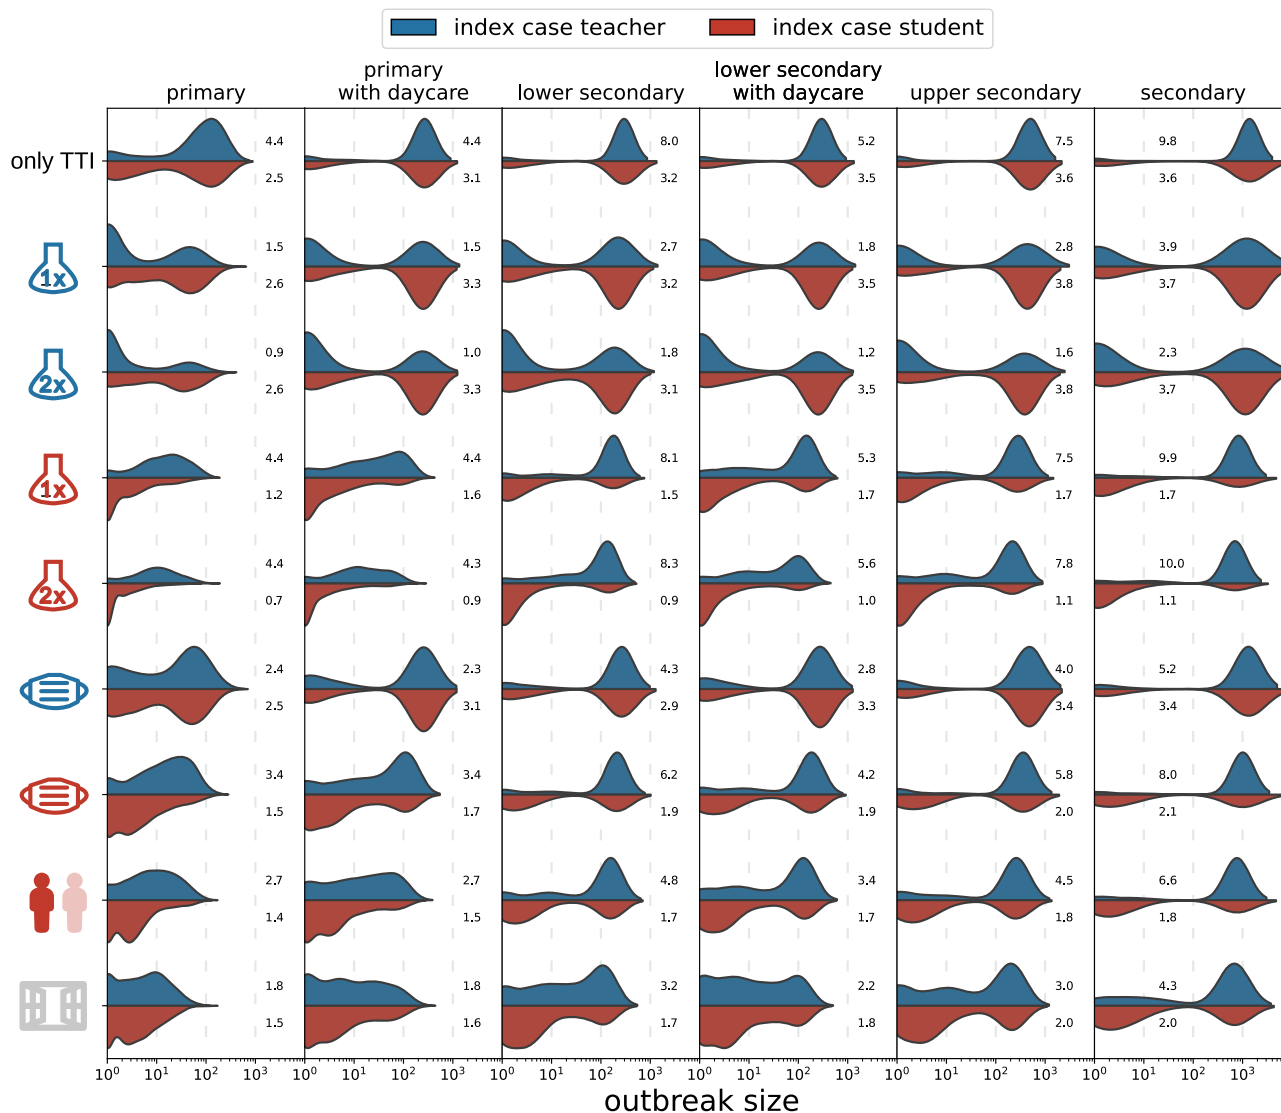 index case teacher index case student
primary
primary with daycare
lower secondary
lower secondary with daycare
upper secondary
secondary
only TTI
4.4 4.4 8.0 5.2 7.5 9.8
2.5 3.1 3.2 3.5 3.6 3.6
1x
1.5 1.5 2.7 1.8 2.8 3.9
2.6 3.3 3.2 3.5 3.8 3.7
2x
0.9 1.0 1.8 1.2 1.6 2.3
2.6 3.3 3.1 3.5 3.8 3.7
1x
4.4 4.4 8.1 5.3 7.5 9.9
1.2 1.6 1.5 1.7 1.7 1.7
2x
4.4 4.3 8.3 5.6 7.8 10.0
0.7 0.9 0.9 1.0 1.1 1.1
2.4 2.3 4.3 2.8 4.0 5.2
2.5 3.1 2.9 3.3 3.4 3.4
3.4 3.4 6.2 4.2 5.8 8.0
1.5 1.7 1.9 1.9 2.0 2.1
2.7 2.7 4.8 3.4 4.5 6.6
1.4 1.5 1.7 1.7 1.8 1.8
1.8 1.8 3.2 2.2 3.0 4.3
1.5 1.6 1.7 1.8 2.0 2.0
10⁰ 10¹ 10² 10³ 10⁰ 10¹ 10² 10³ 10⁰ 10¹ 10² 10³ 10⁰ 10¹ 10² 10³ 10⁰ 10¹ 10² 10³ 10⁰ 10¹ 10² 10³
outbreak size